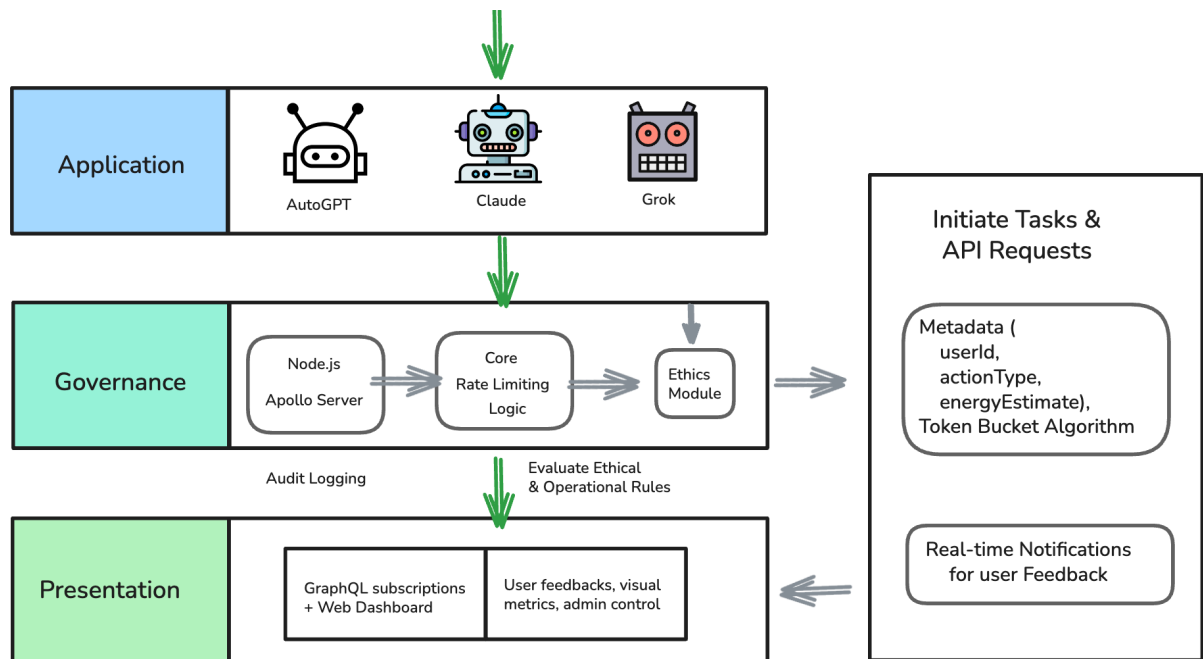 Application
AutoGPT
Claude
Grok
Initiate Tasks &
API Requests
Governance
Node.js
Apollo Server
Core
Rate Limiting
Logic
Ethics
Module
Metadata (
userId,
actionType,
energyEstimate),
Token Bucket Algorithm
Audit Logging
Evaluate Ethical
& Operational Rules
Presentation
GraphQL subscriptions
+ Web Dashboard
User feedbacks, visual
metrics, admin control
Real-time Notifications
for user Feedback